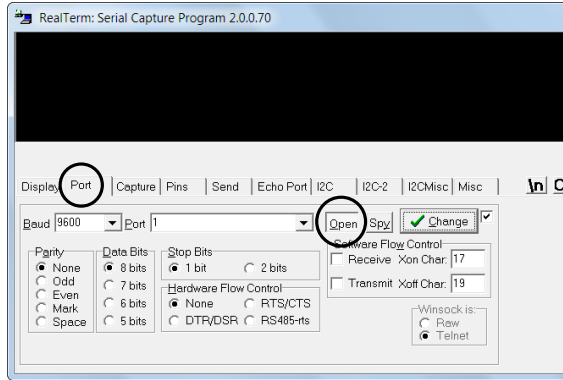 RealTerm: Serial Capture Program 2.0.0.70
Display Port Capture Pins Send Echo Port I2C I2C-2 I2CMisc Misc \n
Baud 9600 Port 1 Open Spy Change
Parity Data Bits Stop Bits Software Flow Control
None 8 bits 1 bit 2 bits Receive Xon Char: 17
Odd 7 bits Hardware Flow Control Transmit Xoff Char: 19
Even 6 bits None RTS/CTS Winsock is:
Mark 5 bits DTR/DSR RS485-rts Raw
Space Telnet